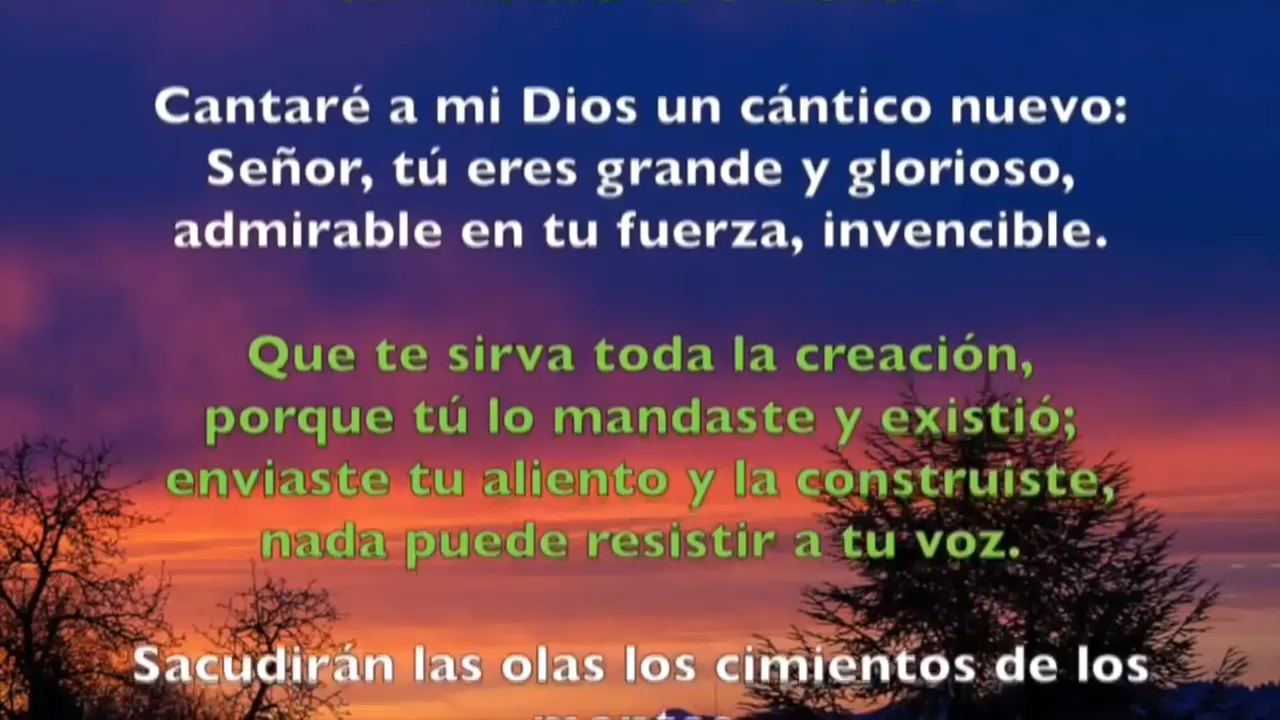 Cantaré a mi Dios un cántico nuevo:
Señor, tú eres grande y glorioso,
admirable en tu fuerza, invencible.
Que te sirva toda la creación,
porque tú lo mandaste y existió;
enviaste tu aliento y la construiste,
nada puede resistir a tu voz.
Sacudirán las olas los cimientos de los